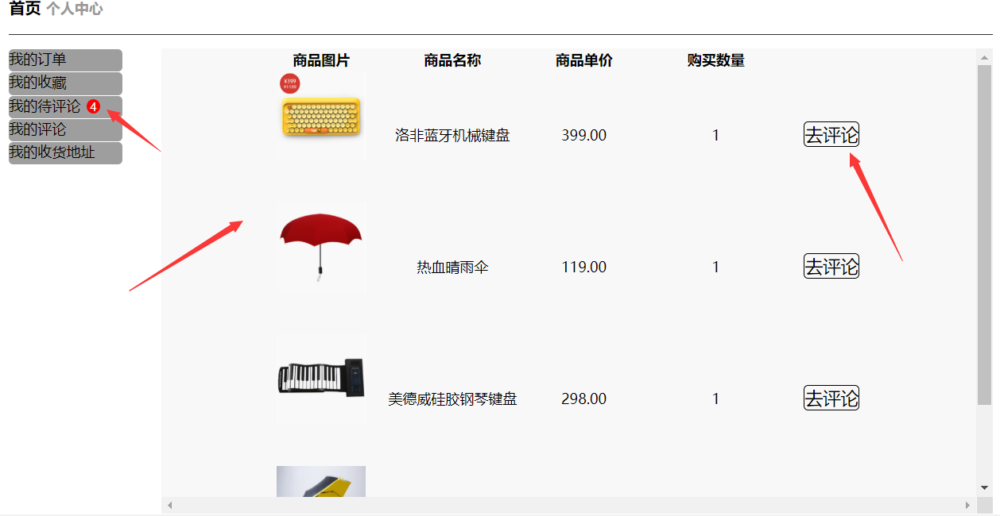 首页 个人中心
我的订单
我的收藏
我的待评论 4
我的评论
我的收货地址
商品图片 商品名称 商品单价 购买数量
¥399
洛非蓝牙机械键盘 399.00 1 去评论
热血晴雨伞 119.00 1 去评论
美德威硅胶钢琴键盘 298.00 1 去评论